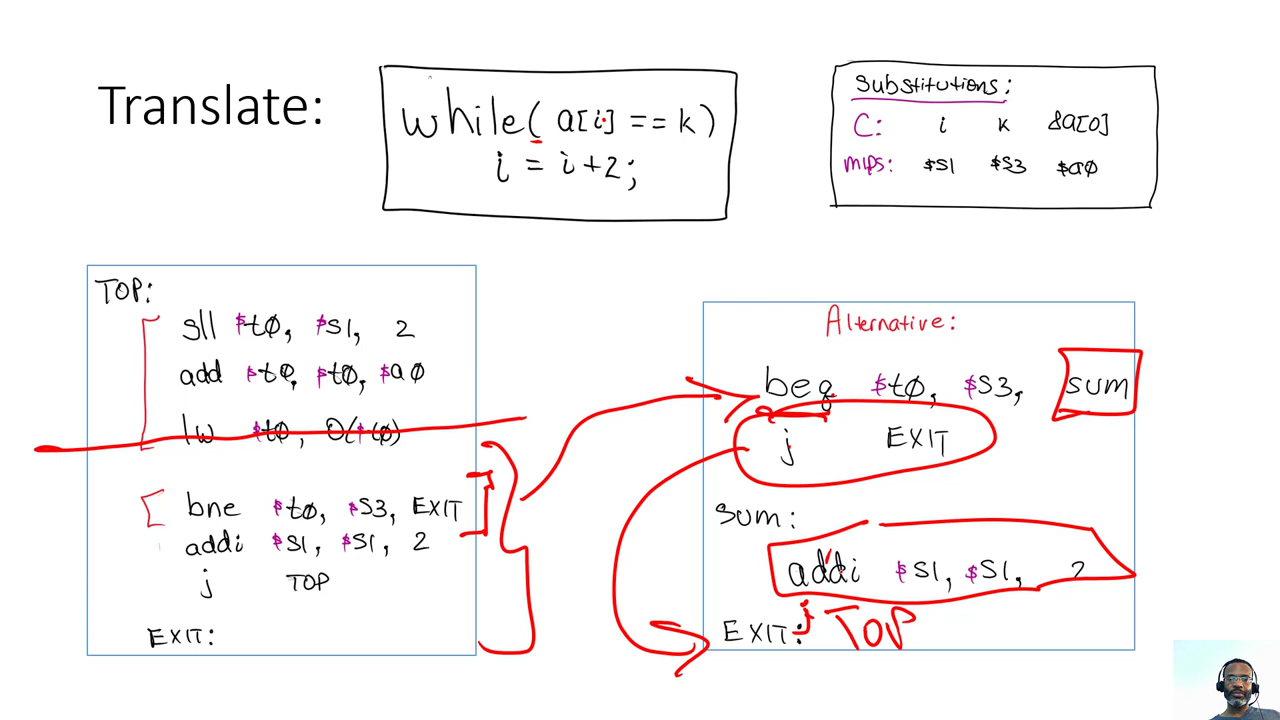 Translate:
while( a[i] == k)
i = i+2;
Substitutions:
C: i k &a[0]
mips: $s1 $s3 $a0
TOP:
sll $t0, $s1, 2
add $t0, $t0, $a0
lw $t0, 0($t0)
bne $t0, $s3, EXIT
addi $s1, $s1, 2
j TOP
EXIT:
Alternative:
beq $t0, $s3, sum
j EXIT
sum:
addi $s1, $s1, 2
j TOP
EXIT: